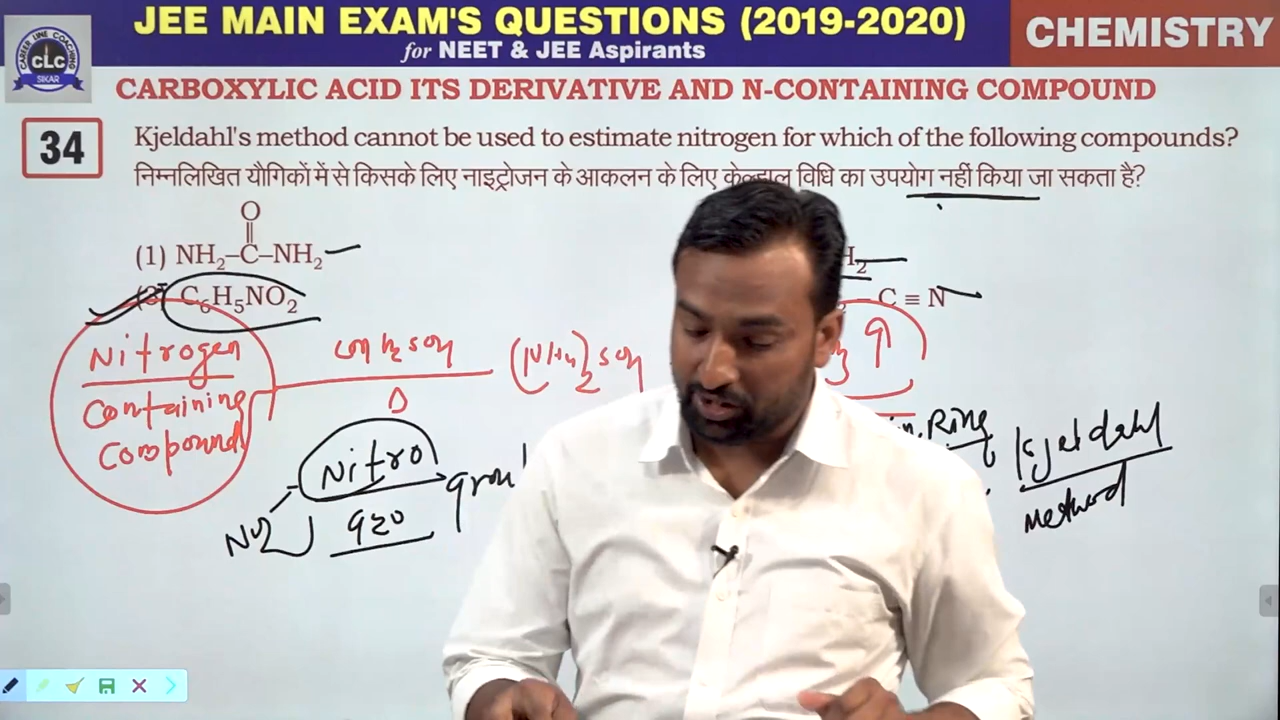 JEE MAIN EXAM'S QUESTIONS (2019-2020)
for NEET & JEE Aspirants
CHEMISTRY
CAREER LINE COACHING
CLC
SIKAR
CARBOXYLIC ACID ITS DERIVATIVE AND N-CONTAINING COMPOUND
34
Kjeldahl's method cannot be used to estimate nitrogen for which of the following compounds?
निम्नलिखित यौगिकों में से किसके लिए नाइट्रोजन के आकलन के लिए केल्डाल विधि का उपयोग नहीं किया जा सकता है?
O
(1) NH₂–C–NH₂
H₂
(3) C₆H₅NO₂
– C ≡ N
Nitrogen
Containing
Compound
Δ
Nitro
NO₂
Ring
Kjeldahl
Method